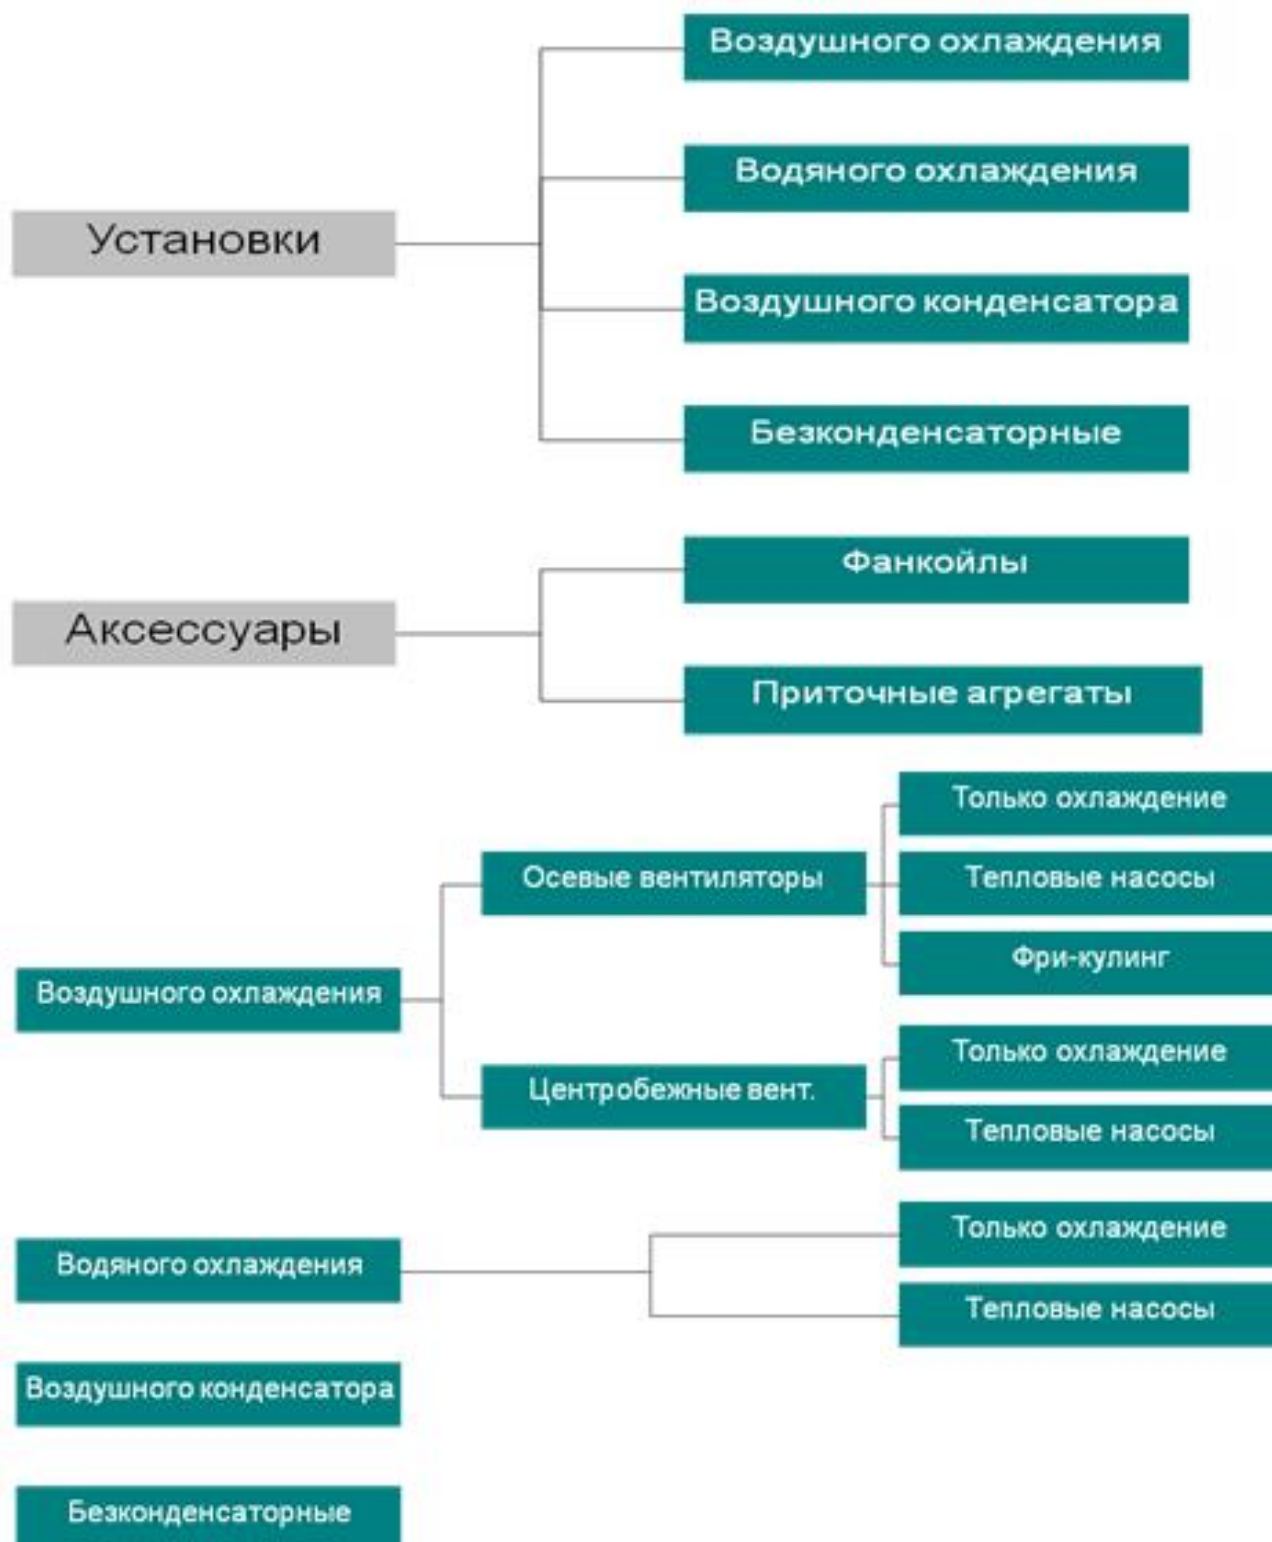 Воздушного охлаждения
Водяного охлаждения
Установки
Воздушного конденсатора
Безконденсаторные
Фанкойлы
Аксессуары
Приточные агрегаты
Только охлаждение
Осевые вентиляторы
Тепловые насосы
Фри-кулинг
Воздушного охлаждения
Только охлаждение
Центробежные вент.
Тепловые насосы
Только охлаждение
Водяного охлаждения
Тепловые насосы
Воздушного конденсатора
Безконденсаторные